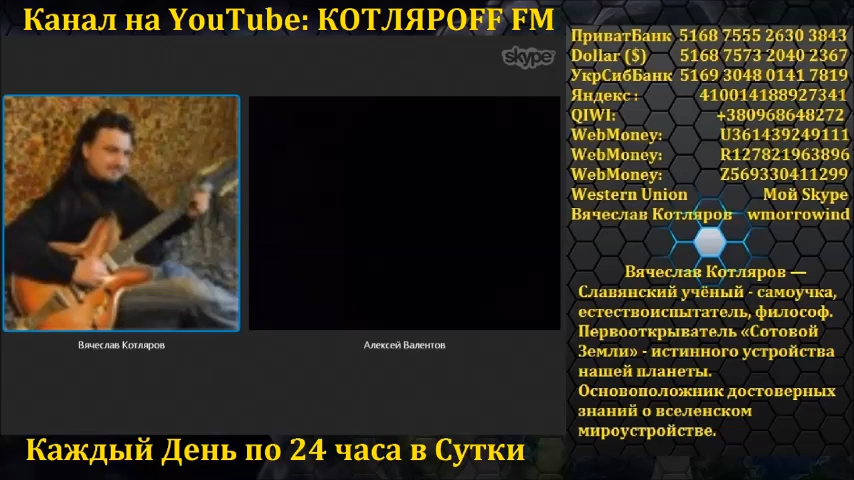 Канал на YouTube: КОТЛЯРОFF FM
skype™
Вячеслав Котляров
Алексей Валентов
Каждый День по 24 часа в Сутки
ПриватБанк 5168 7555 2630 3843
Dollar ($) 5168 7573 2040 2367
УкрСибБанк 5169 3048 0141 7819
Яндекс : 410014188927341
QIWI: +380968648272
WebMoney: U361439249111
WebMoney: R127821963896
WebMoney: Z569330411299
Western Union Мой Skype
Вячеслав Котляров wmorrowind
Вячеслав Котляров —
Славянский учёный - самоучка,
естествоиспытатель, философ.
Первооткрыватель «Сотовой
Земли» - истинного устройства
нашей планеты.
Основоположник достоверных
знаний о вселенском
мироустройстве.